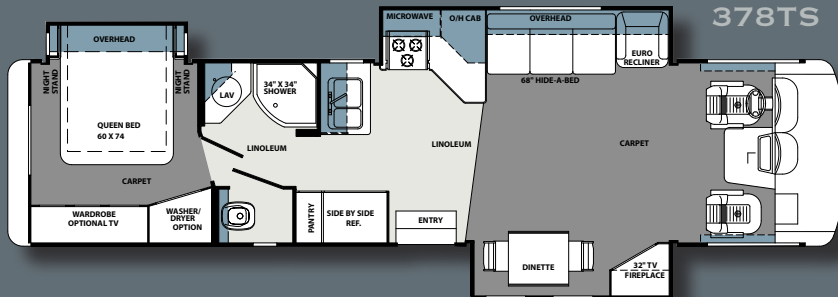 378TS
MICROWAVE
O/H CAB
OVERHEAD
EURO
RECLINER
68" HIDE-A-BED
OVERHEAD
NIGHT
STAND
NIGHT
STAND
QUEEN BED
60 X 74
CARPET
LAV
34" X 34"
SHOWER
LINOLEUM
LINOLEUM
CARPET
WARDROBE
OPTIONAL TV
WASHER/
DRYER
OPTION
PANTRY
SIDE BY SIDE
REF.
ENTRY
DINETTE
32" TV
FIREPLACE